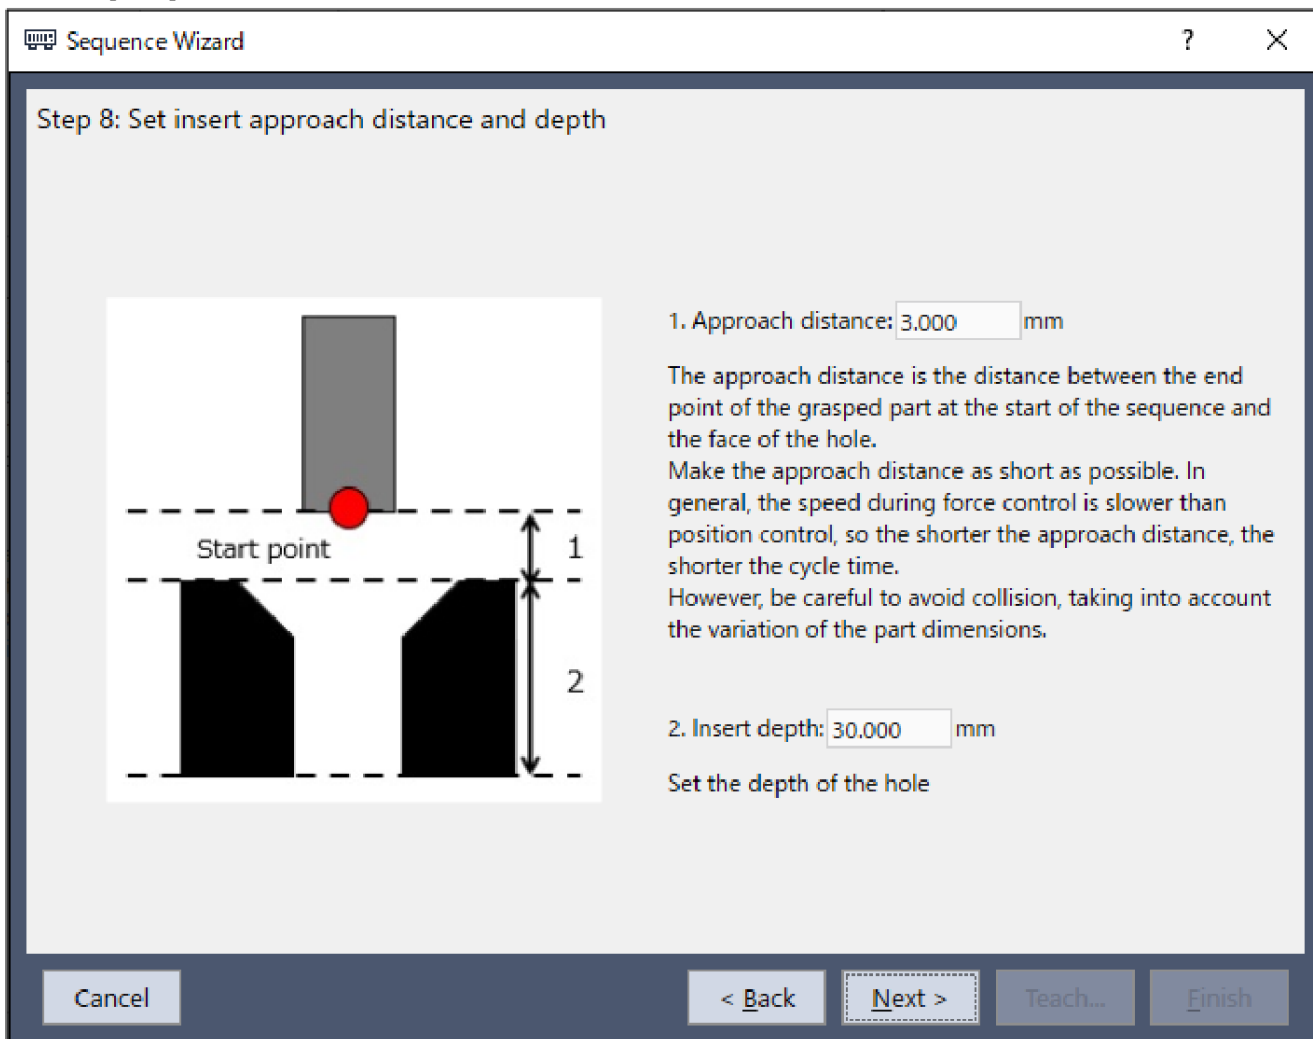 Sequence Wizard ? ×
Step 8: Set insert approach distance and depth
Start point
1
2
1. Approach distance: 3.000 mm
The approach distance is the distance between the end
point of the grasped part at the start of the sequence and
the face of the hole.
Make the approach distance as short as possible. In
general, the speed during force control is slower than
position control, so the shorter the approach distance, the
shorter the cycle time.
However, be careful to avoid collision, taking into account
the variation of the part dimensions.
2. Insert depth: 30.000 mm
Set the depth of the hole
Cancel < Back Next > Teach... Finish